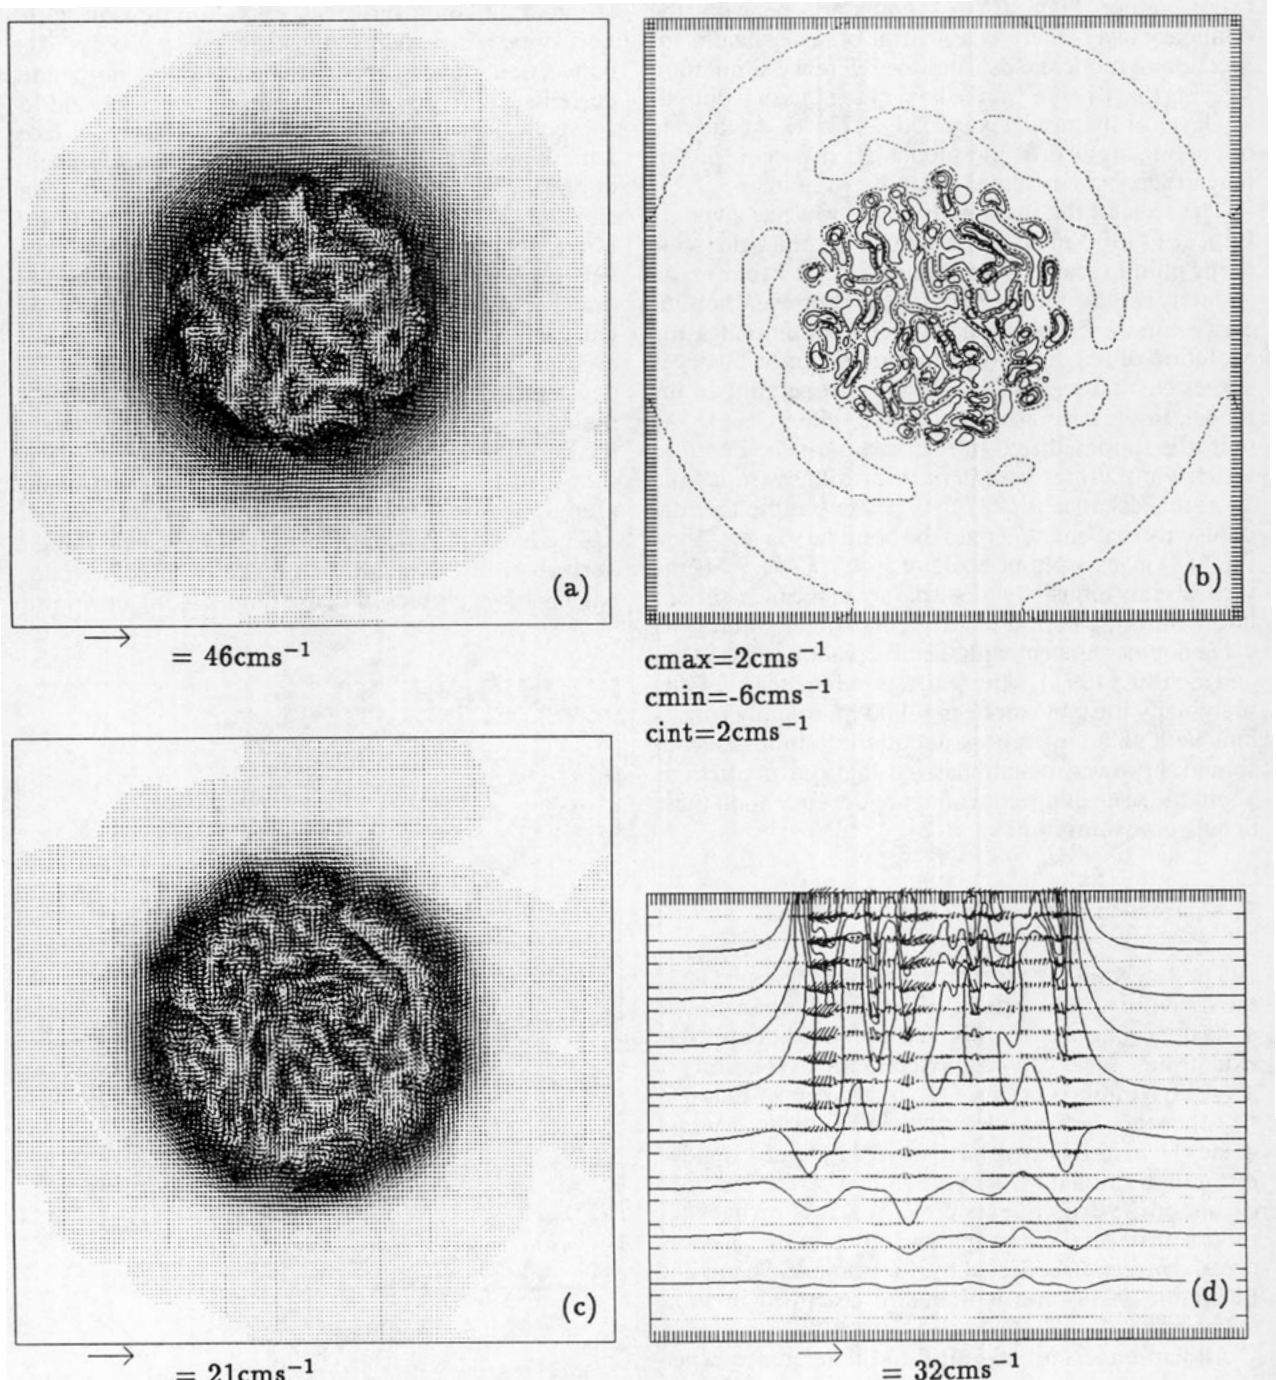 (a)
= 46cms⁻¹
(b)
cmax=2cms⁻¹
cmin=-6cms⁻¹
cint=2cms⁻¹
(c)
= 21cms⁻¹
(d)
= 32cms⁻¹